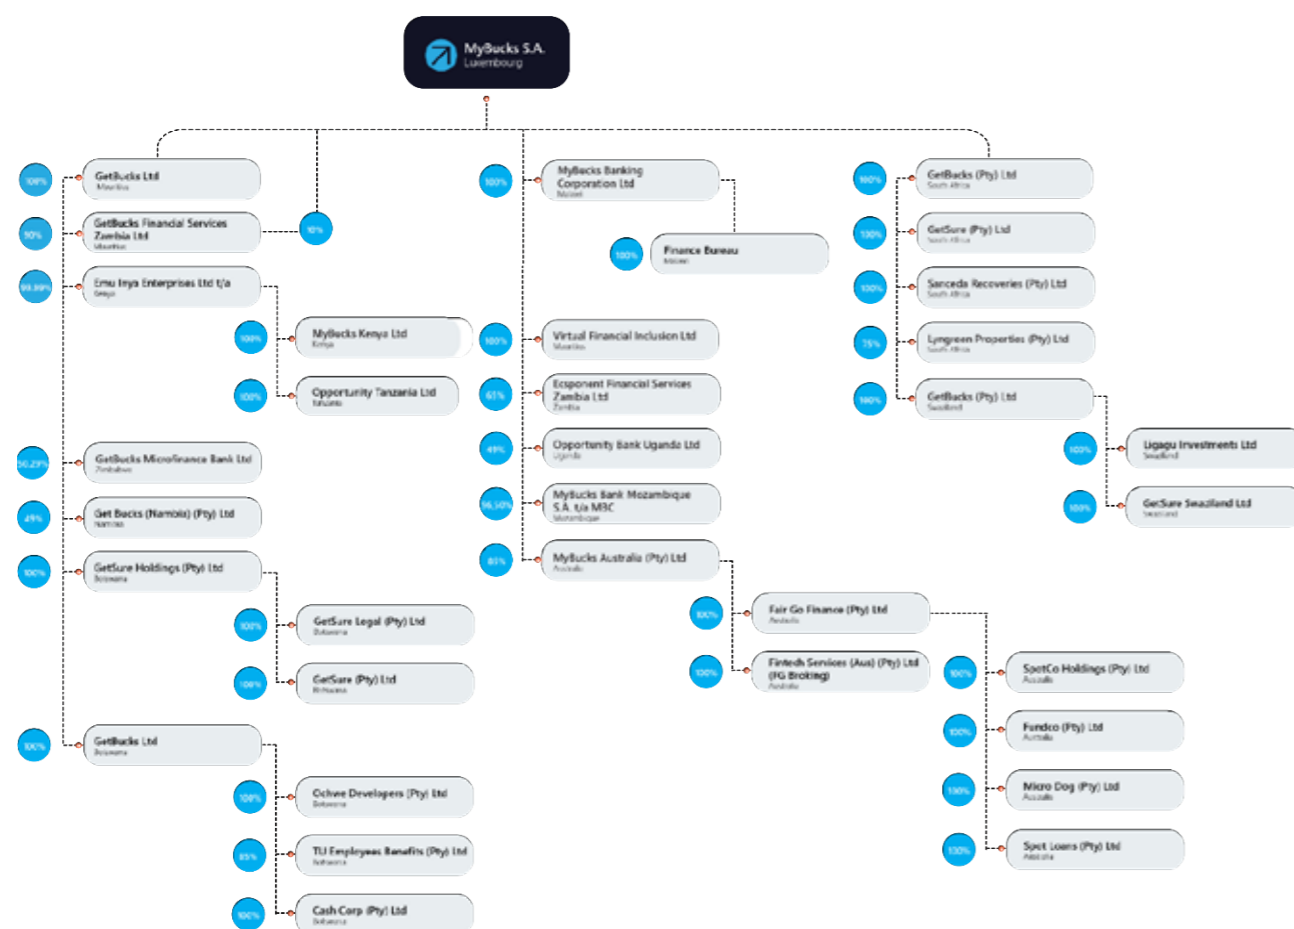 MyBucks S.A.
Luxembourg
100%
GetBucks Ltd
Mauritius
90%
GetBucks Financial Services
Zambia Ltd
Mauritius
10%
99.99%
Emu Inya Enterprises Ltd t/a
Kenya
100%
MyBucks Kenya Ltd
Kenya
100%
Opportunity Tanzania Ltd
Tanzania
50.29%
GetBucks Microfinance Bank Ltd
Zimbabwe
Get Bucks (Nambia) (Pty) Ltd
Namibia
100%
GetSure Holdings (Pty) Ltd
Botswana
100%
GetSure Legal (Pty) Ltd
Botswana
100%
GetSure (Pty) Ltd
Botswana
100%
GetBucks Ltd
Botswana
100%
Ochwe Developers (Pty) Ltd
Botswana
85%
TU Employees Benefits (Pty) Ltd
Botswana
100%
Cash Corp (Pty) Ltd
Botswana
100%
MyBucks Banking
Corporation Ltd
Malawi
100%
Finance Bureau
Malawi
100%
Virtual Financial Inclusion Ltd
Mauritius
65%
Ecsponent Financial Services
Zambia Ltd
Zambia
49%
Opportunity Bank Uganda Ltd
Uganda
MyBucks Bank Mozambique
S.A. t/a MBC
Mozambique
85%
MyBucks Australia (Pty) Ltd
Australia
100%
Fair Go Finance (Pty) Ltd
Australia
100%
Fintech Services (Aus) (Pty) Ltd
(FG Broking)
Australia
100%
SpotCo Holdings (Pty) Ltd
Australia
100%
Fundco (Pty) Ltd
Australia
100%
Micro Dog (Pty) Ltd
Australia
100%
Spot Loans (Pty) Ltd
Australia
100%
GetBucks (Pty) Ltd
South Africa
100%
GetSure (Pty) Ltd
South Africa
100%
Sanceda Recoveries (Pty) Ltd
South Africa
75%
Lyngreen Properties (Pty) Ltd
South Africa
100%
GetBucks (Pty) Ltd
Swaziland
100%
Ligagu Investments Ltd
Swaziland
100%
GetSure Swaziland Ltd
Swaziland